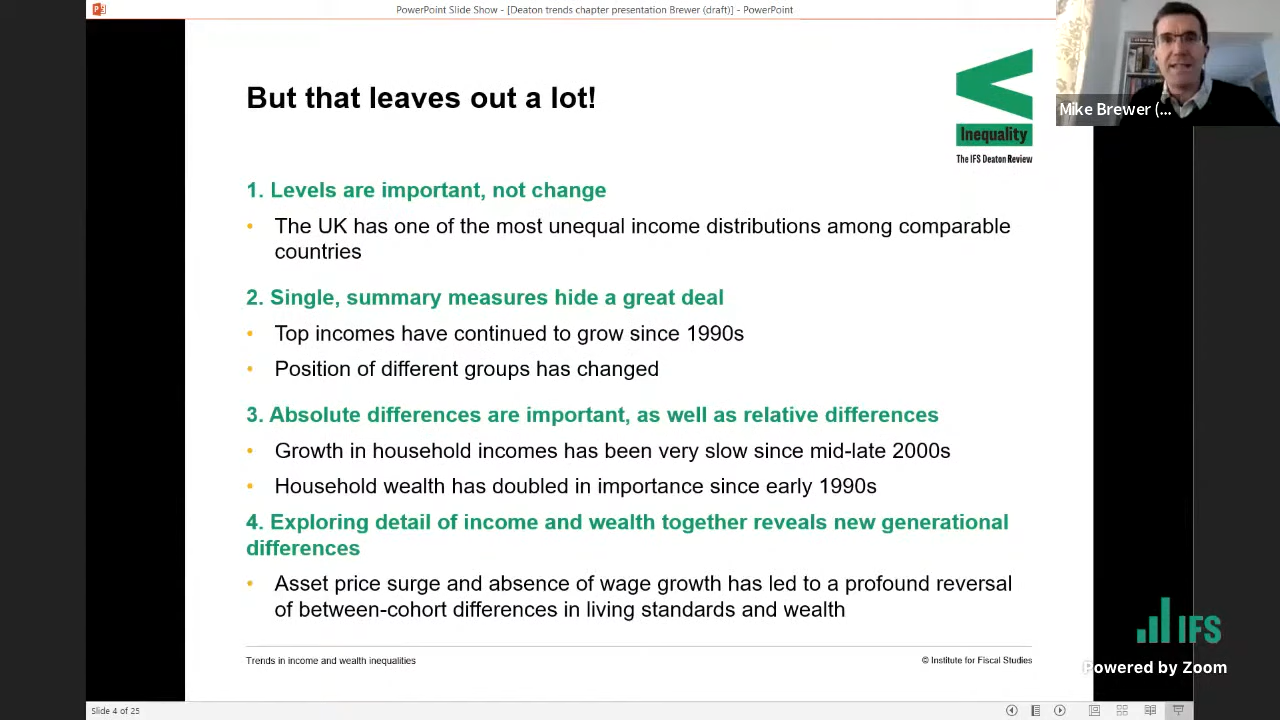 PowerPoint Slide Show - [Deaton trends chapter presentation Brewer (draft)] - PowerPoint
Mike Brewer (...
But that leaves out a lot!
Inequality
The IFS Deaton Review
1. Levels are important, not change
• The UK has one of the most unequal income distributions among comparable
countries
2. Single, summary measures hide a great deal
• Top incomes have continued to grow since 1990s
• Position of different groups has changed
3. Absolute differences are important, as well as relative differences
• Growth in household incomes has been very slow since mid-late 2000s
• Household wealth has doubled in importance since early 1990s
4. Exploring detail of income and wealth together reveals new generational
differences
• Asset price surge and absence of wage growth has led to a profound reversal
of between-cohort differences in living standards and wealth
Trends in income and wealth inequalities
© Institute for Fiscal Studies
IFS
Powered by Zoom
Slide 4 of 25